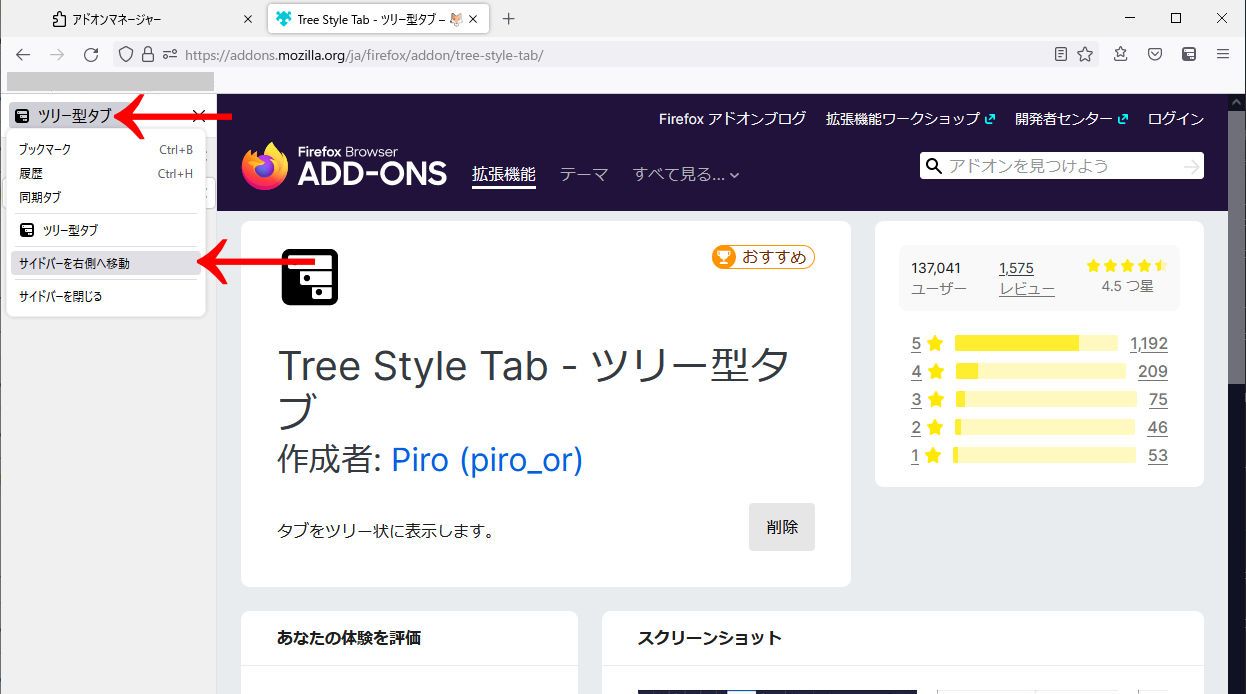 アドオンマネージャー
Tree Style Tab - ツリー型タブ –
https://addons.mozilla.org/ja/firefox/addon/tree-style-tab/
ツリー型タブ
ブックマーク Ctrl+B
履歴 Ctrl+H
同期タブ
ツリー型タブ
サイドバーを右側へ移動
サイドバーを閉じる
Firefox アドオンブログ 拡張機能ワークショップ 開発者センター ログイン
Firefox Browser
ADD-ONS
拡張機能 テーマ すべて見る...
アドオンを見つけよう
おすすめ
Tree Style Tab - ツリー型タ
ブ
作成者: Piro (piro_or)
タブをツリー状に表示します。
削除
137,041 1,575
ユーザー レビュー 4.5 つ星
5 1,192
4 209
3 75
2 46
1 53
あなたの体験を評価
スクリーンショット